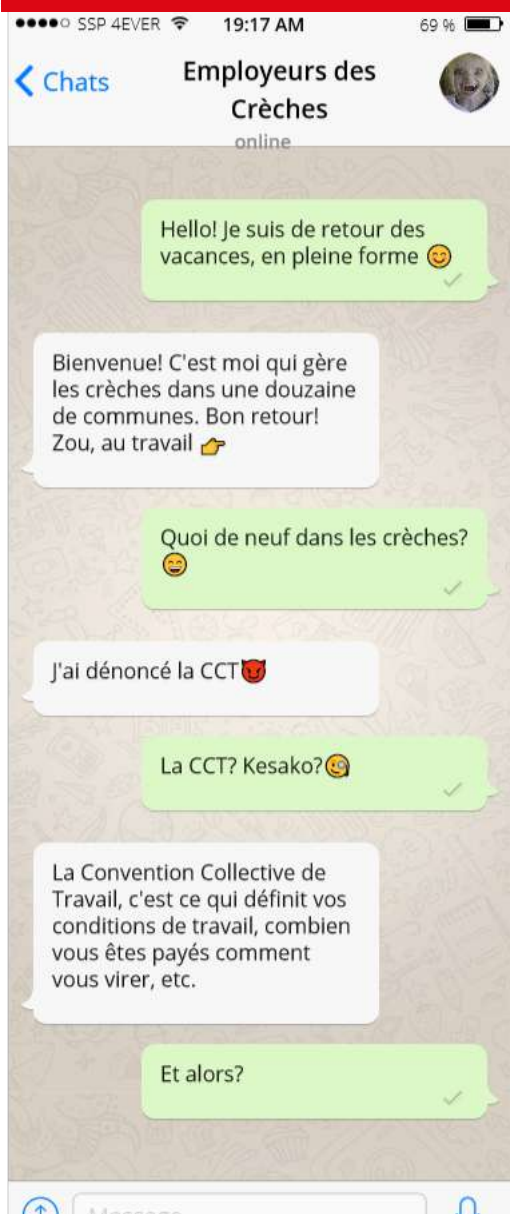 SSP 4EVER 19:17 AM 69 %
Chats
Employeurs des
Crèches
online
Hello! Je suis de retour des
vacances, en pleine forme 😊
Bienvenue! C'est moi qui gère
les crèches dans une douzaine
de communes. Bon retour!
Zou, au travail 👉
Quoi de neuf dans les crèches?
😄
J'ai dénoncé la CCT😈
La CCT? Kesako?🧐
La Convention Collective de
Travail, c'est ce qui définit vos
conditions de travail, combien
vous êtes payés comment
vous virer, etc.
Et alors?
Message